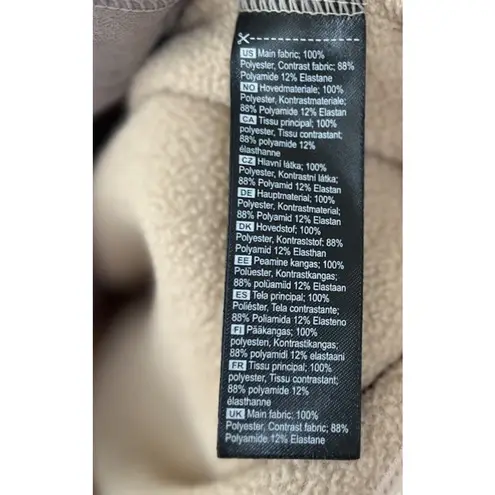 US Main fabric; 100%
Polyester, Contrast fabric; 88%
Polyamide 12% Elastane
NO Hovedmateriale; 100%
Polyester, Kontrastmateriale;
88% Polyamide 12% Elastan
CA Tissu principal; 100%
polyester, Tissu contrastant;
88% polyamide 12%
élasthanne
CZ Hlavní látka; 100%
Polyester, Kontrastní látka;
88% Polyamid 12% Elastan
DE Hauptmaterial; 100%
Polyester, Kontrastmaterial;
88% Polyamid 12% Elastan
DK Hovedstof; 100%
Polyester, Kontraststof; 88%
Polyamid 12% Elasthan
EE Peamine kangas; 100%
Polüester, Kontrastkangas;
88% polüamiid 12% Elastaan
ES Tela principal; 100%
Poliéster, Tela contrastante;
88% Poliamida 12% Elasteno
FI Pääkangas; 100%
polyesteri, Kontrastikangas;
88% polyamidi 12% elastaani
FR Tissu principal; 100%
polyester, Tissu contrastant;
88% polyamide 12%
élasthanne
UK Main fabric; 100%
Polyester, Contrast fabric; 88%
Polyamide 12% Elastane